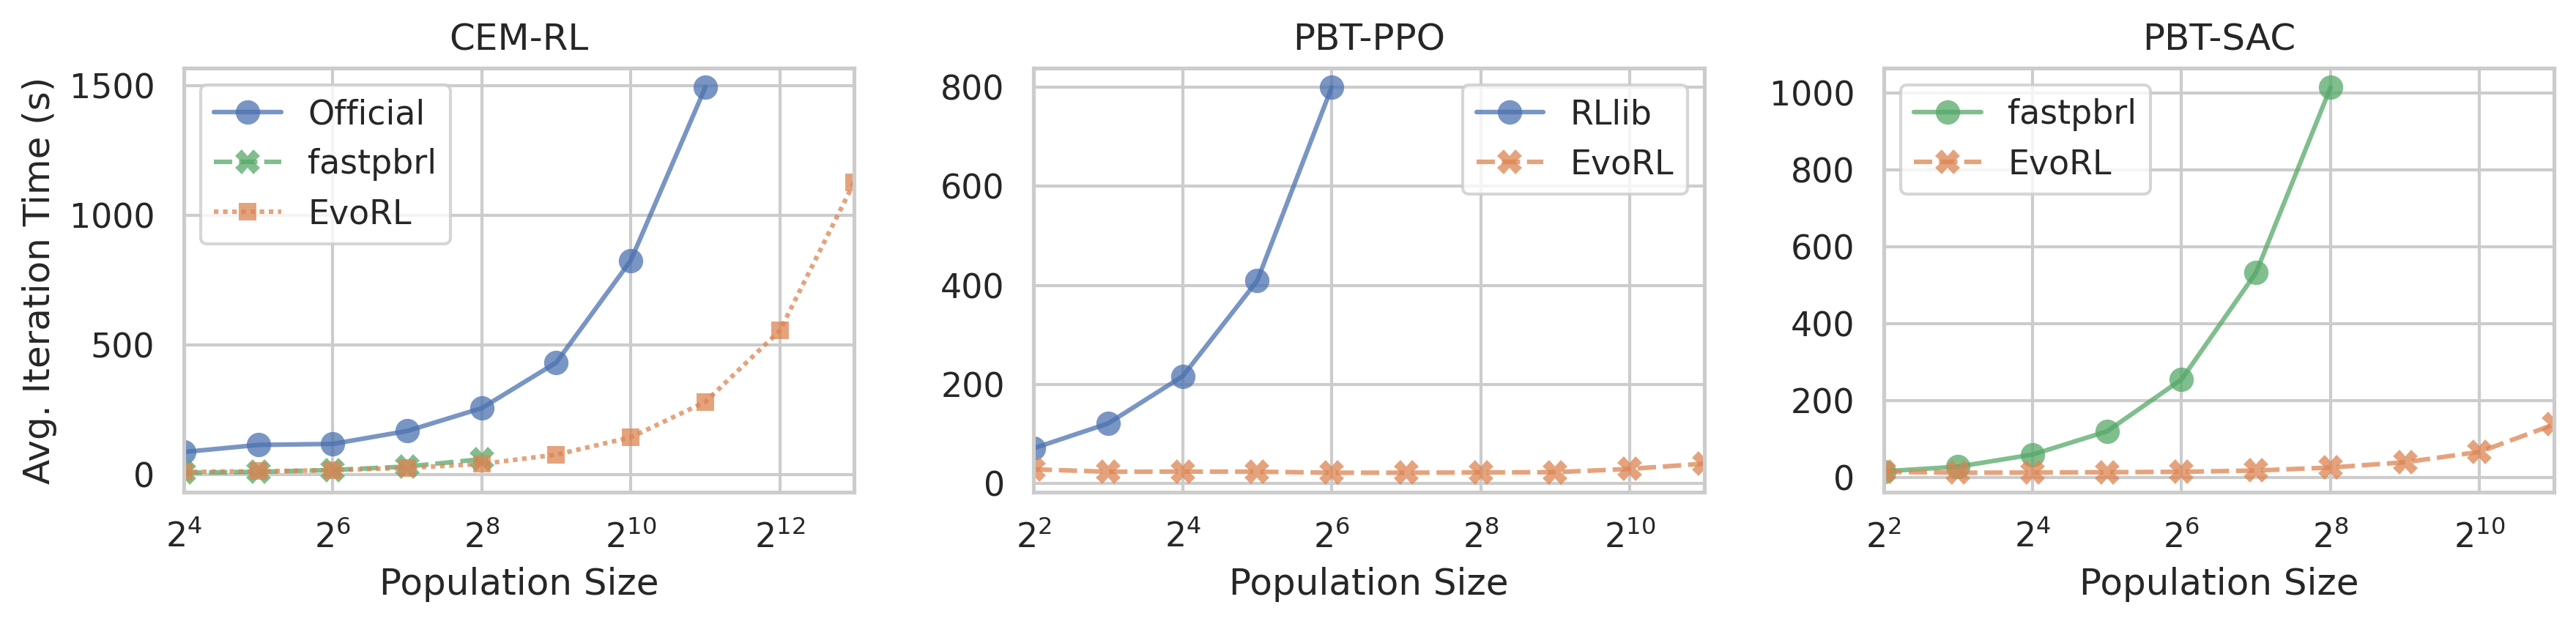 CEM-RL
Avg. Iteration Time (s)
1500
1000
500
0
Official
fastpbrl
EvoRL
2⁴ 2⁶ 2⁸ 2¹⁰ 2¹²
Population Size
PBT-PPO
800
600
400
200
0
RLlib
EvoRL
2² 2⁴ 2⁶ 2⁸ 2¹⁰
Population Size
PBT-SAC
1000
800
600
400
200
0
fastpbrl
EvoRL
2² 2⁴ 2⁶ 2⁸ 2¹⁰
Population Size